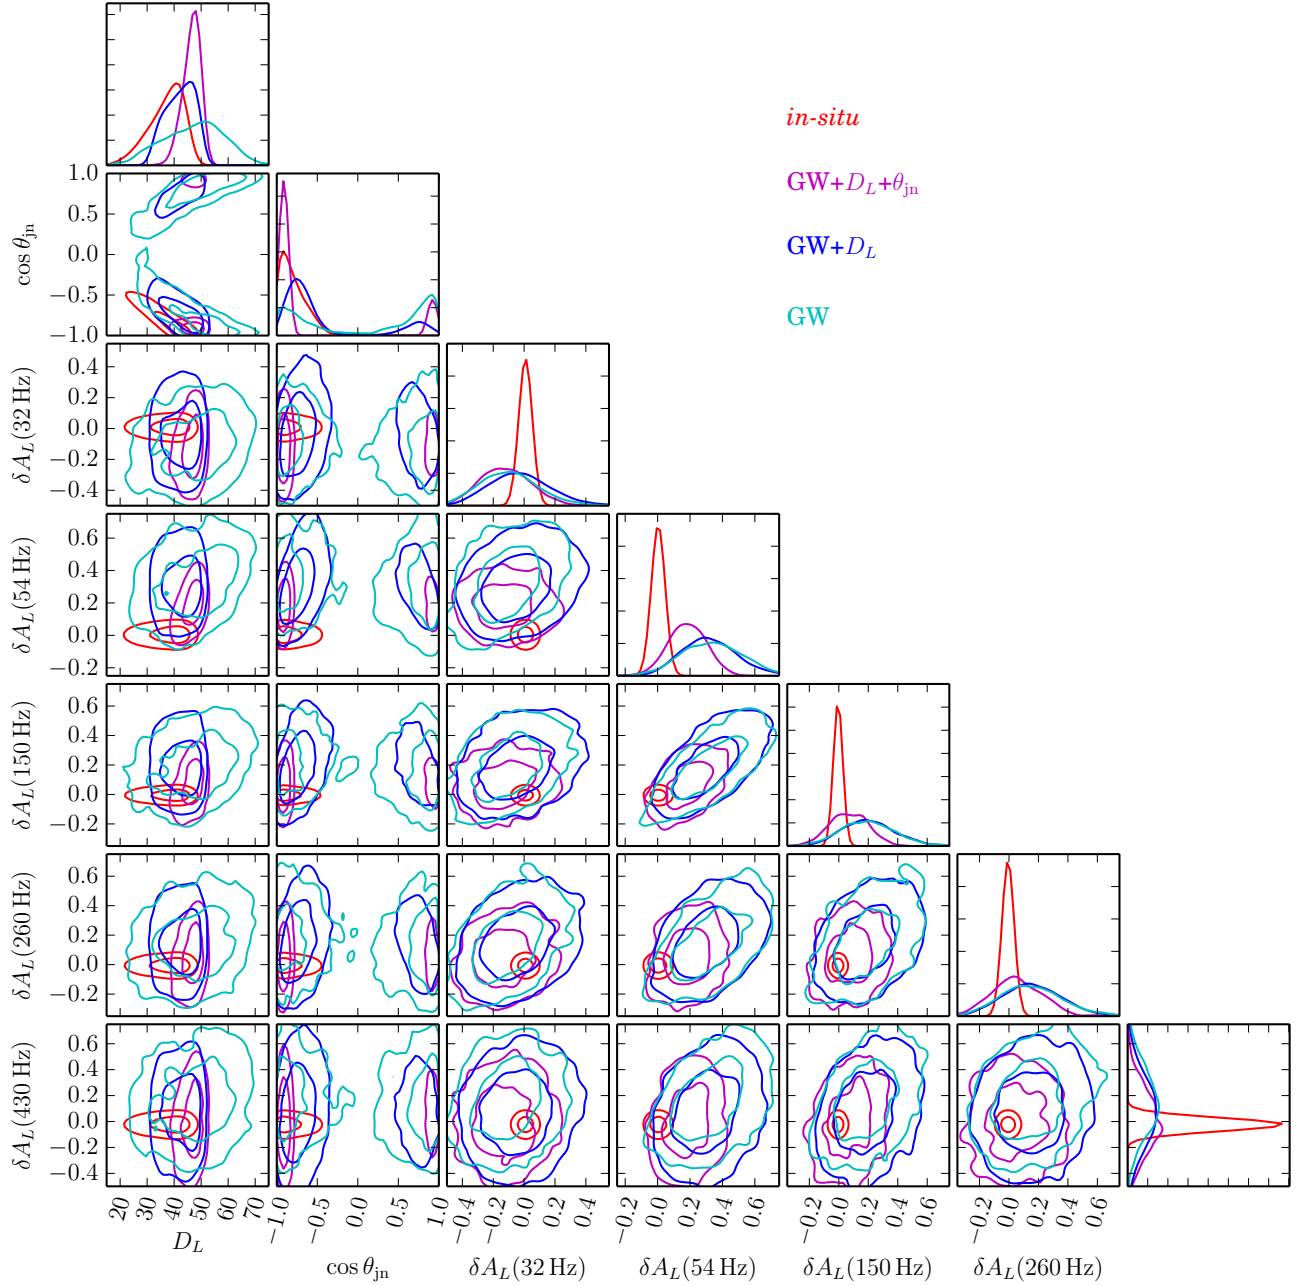 in-situ
GW+D_L+θ_jn
GW+D_L
GW
1.0
0.5
0.0
−0.5
−1.0
cos θ_jn
0.4
0.2
0.0
−0.2
−0.4
δA_L(32 Hz)
0.6
0.4
0.2
0.0
−0.2
δA_L(54 Hz)
0.6
0.4
0.2
0.0
−0.2
δA_L(150 Hz)
0.6
0.4
0.2
0.0
−0.2
δA_L(260 Hz)
0.6
0.4
0.2
0.0
−0.2
−0.4
δA_L(430 Hz)
20 30 40 50 60 70
−1.0 −0.5 0.0 0.5 1.0
−0.4 −0.2 0.0 0.2 0.4
−0.2 0.0 0.2 0.4 0.6
−0.2 0.0 0.2 0.4 0.6
−0.2 0.0 0.2 0.4 0.6
D_L
cos θ_jn
δA_L(32 Hz)
δA_L(54 Hz)
δA_L(150 Hz)
δA_L(260 Hz)